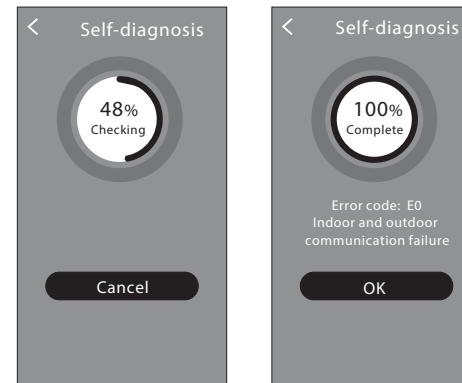 Self-diagnosis
48%
Checking
Cancel
Self-diagnosis
100%
Complete
Error code: E0
Indoor and outdoor
communication failure
OK